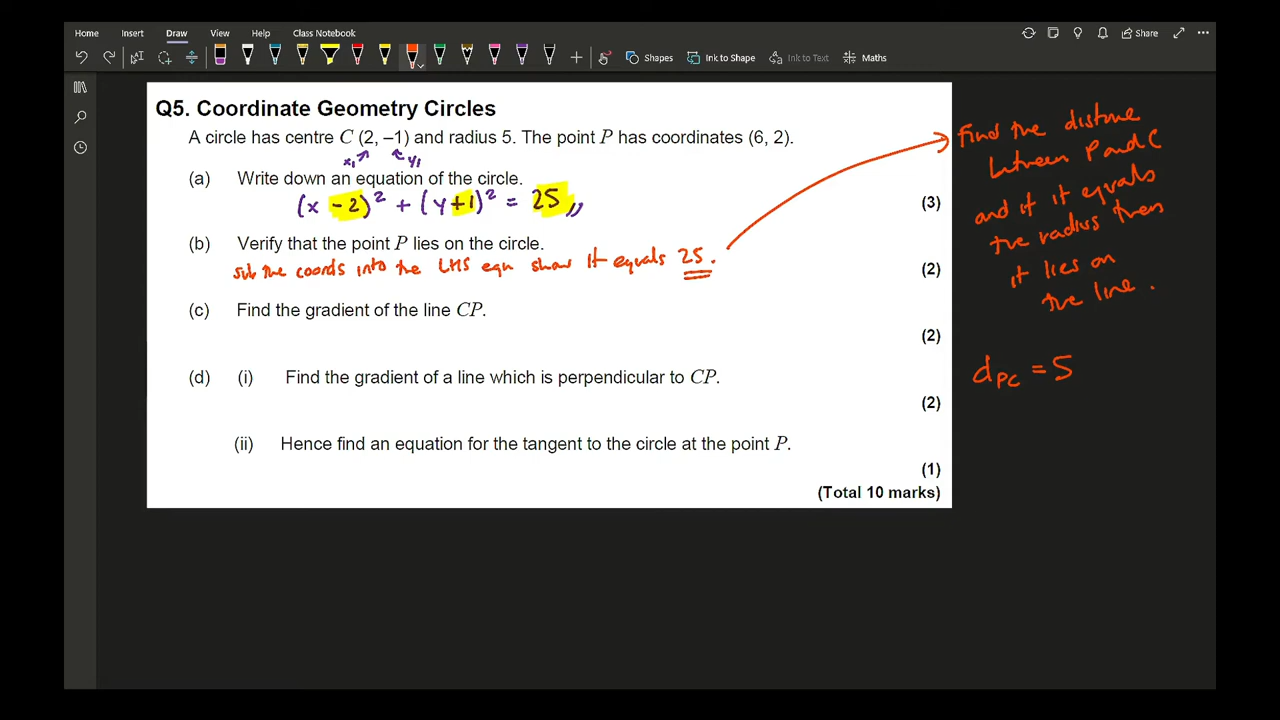 Home Insert Draw View Help Class Notebook
Share
Shapes Ink to Shape Ink to Text Maths
Q5. Coordinate Geometry Circles
A circle has centre C (2, −1) and radius 5. The point P has coordinates (6, 2).
x₁ y₁
(a) Write down an equation of the circle.
(x - 2)² + (y + 1)² = 25,,
(3)
(b) Verify that the point P lies on the circle.
sub the coords into the LHS eqn show it equals 25.
(2)
(c) Find the gradient of the line CP.
(2)
(d) (i) Find the gradient of a line which is perpendicular to CP.
(2)
(ii) Hence find an equation for the tangent to the circle at the point P.
(1)
(Total 10 marks)
find the distance
between P and C
and if it equals
the radius then
it lies on
the line.
dPC = 5